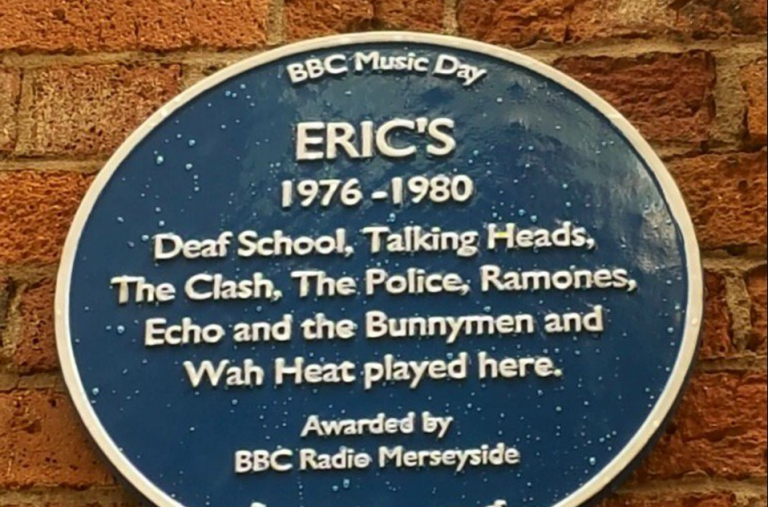 BBC Music Day
ERIC'S
1976 -1980
Deaf School, Talking Heads,
The Clash, The Police, Ramones,
Echo and the Bunnymen and
Wah Heat played here.
Awarded by
BBC Radio Merseyside